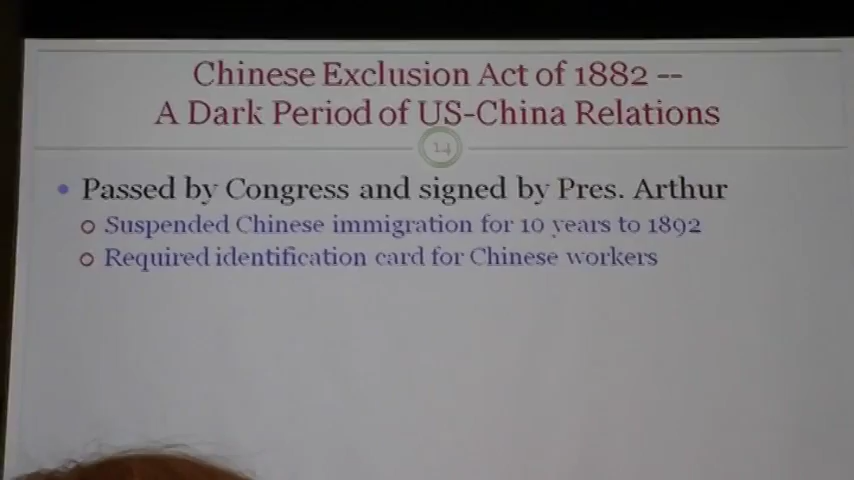 Chinese Exclusion Act of 1882 --
A Dark Period of US-China Relations
14
• Passed by Congress and signed by Pres. Arthur
o Suspended Chinese immigration for 10 years to 1892
o Required identification card for Chinese workers